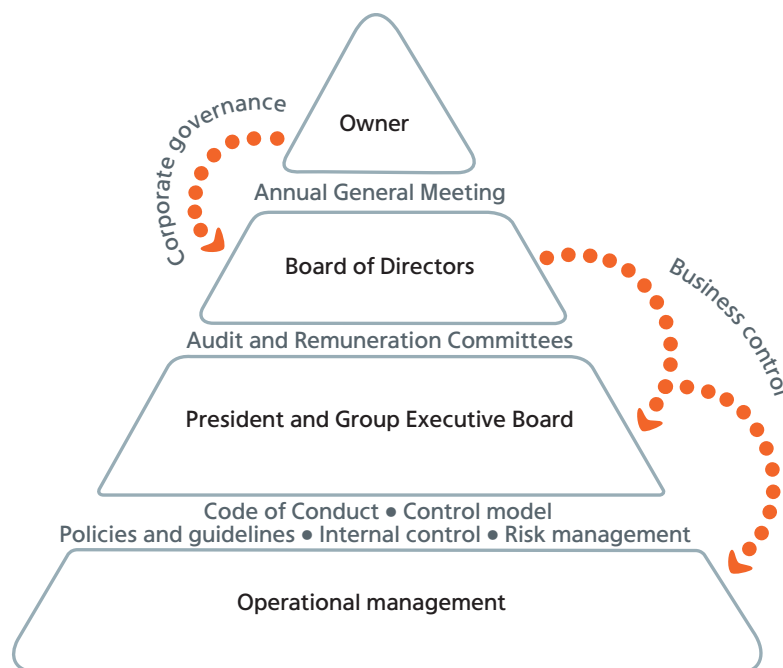 Corporate governance
Owner
Annual General Meeting
Board of Directors
Business control
Audit and Remuneration Committees
President and Group Executive Board
Code of Conduct ● Control model
Policies and guidelines ● Internal control ● Risk management
Operational management